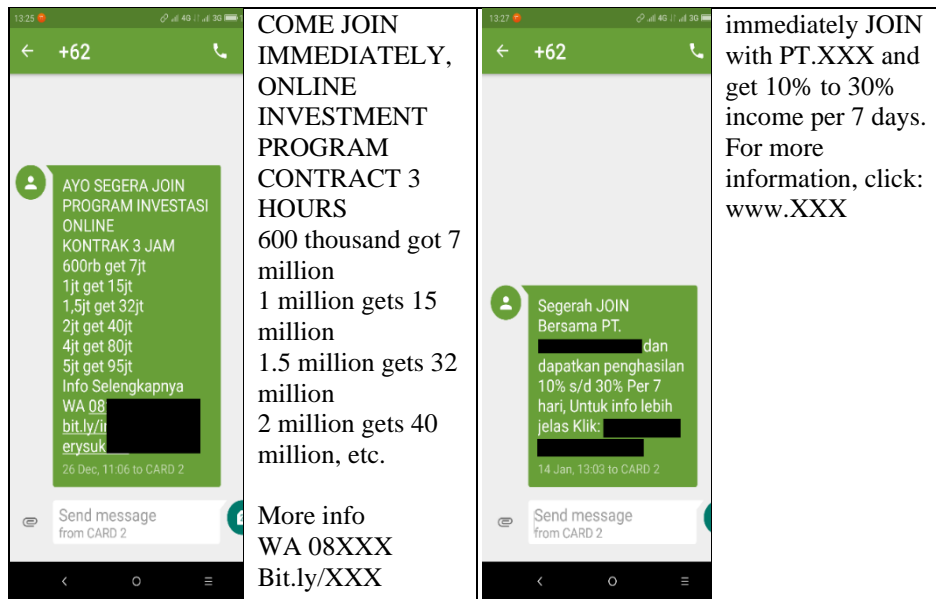 13:25
4G
3G
+62
AYO SEGERA JOIN
PROGRAM INVESTASI
ONLINE
KONTRAK 3 JAM
600rb get 7jt
1jt get 15jt
1,5jt get 32jt
2jt get 40jt
4jt get 80jt
5jt get 95jt
Info Selengkapnya
WA 08
bit.ly/i
erysuk
26 Dec, 11:06 to CARD 2
Send message
from CARD 2
COME JOIN
IMMEDIATELY,
ONLINE
INVESTMENT
PROGRAM
CONTRACT 3
HOURS
600 thousand got 7
million
1 million gets 15
million
1.5 million gets 32
million
2 million gets 40
million, etc.
More info
WA 08XXX
Bit.ly/XXX
13:27
4G
3G
+62
Segerah JOIN
Bersama PT.
dan
dapatkan penghasilan
10% s/d 30% Per 7
hari, Untuk info lebih
jelas Klik:
14 Jan, 13:03 to CARD 2
Send message
from CARD 2
immediately JOIN
with PT.XXX and
get 10% to 30%
income per 7 days.
For more
information, click:
www.XXX